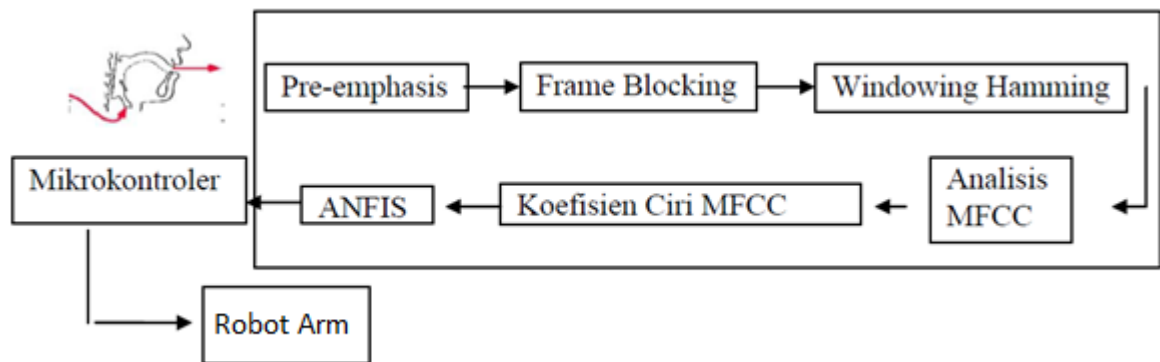 Pre-emphasis
Frame Blocking
Windowing Hamming
Analisis
MFCC
Koefisien Ciri MFCC
ANFIS
Mikrokontroler
Robot Arm